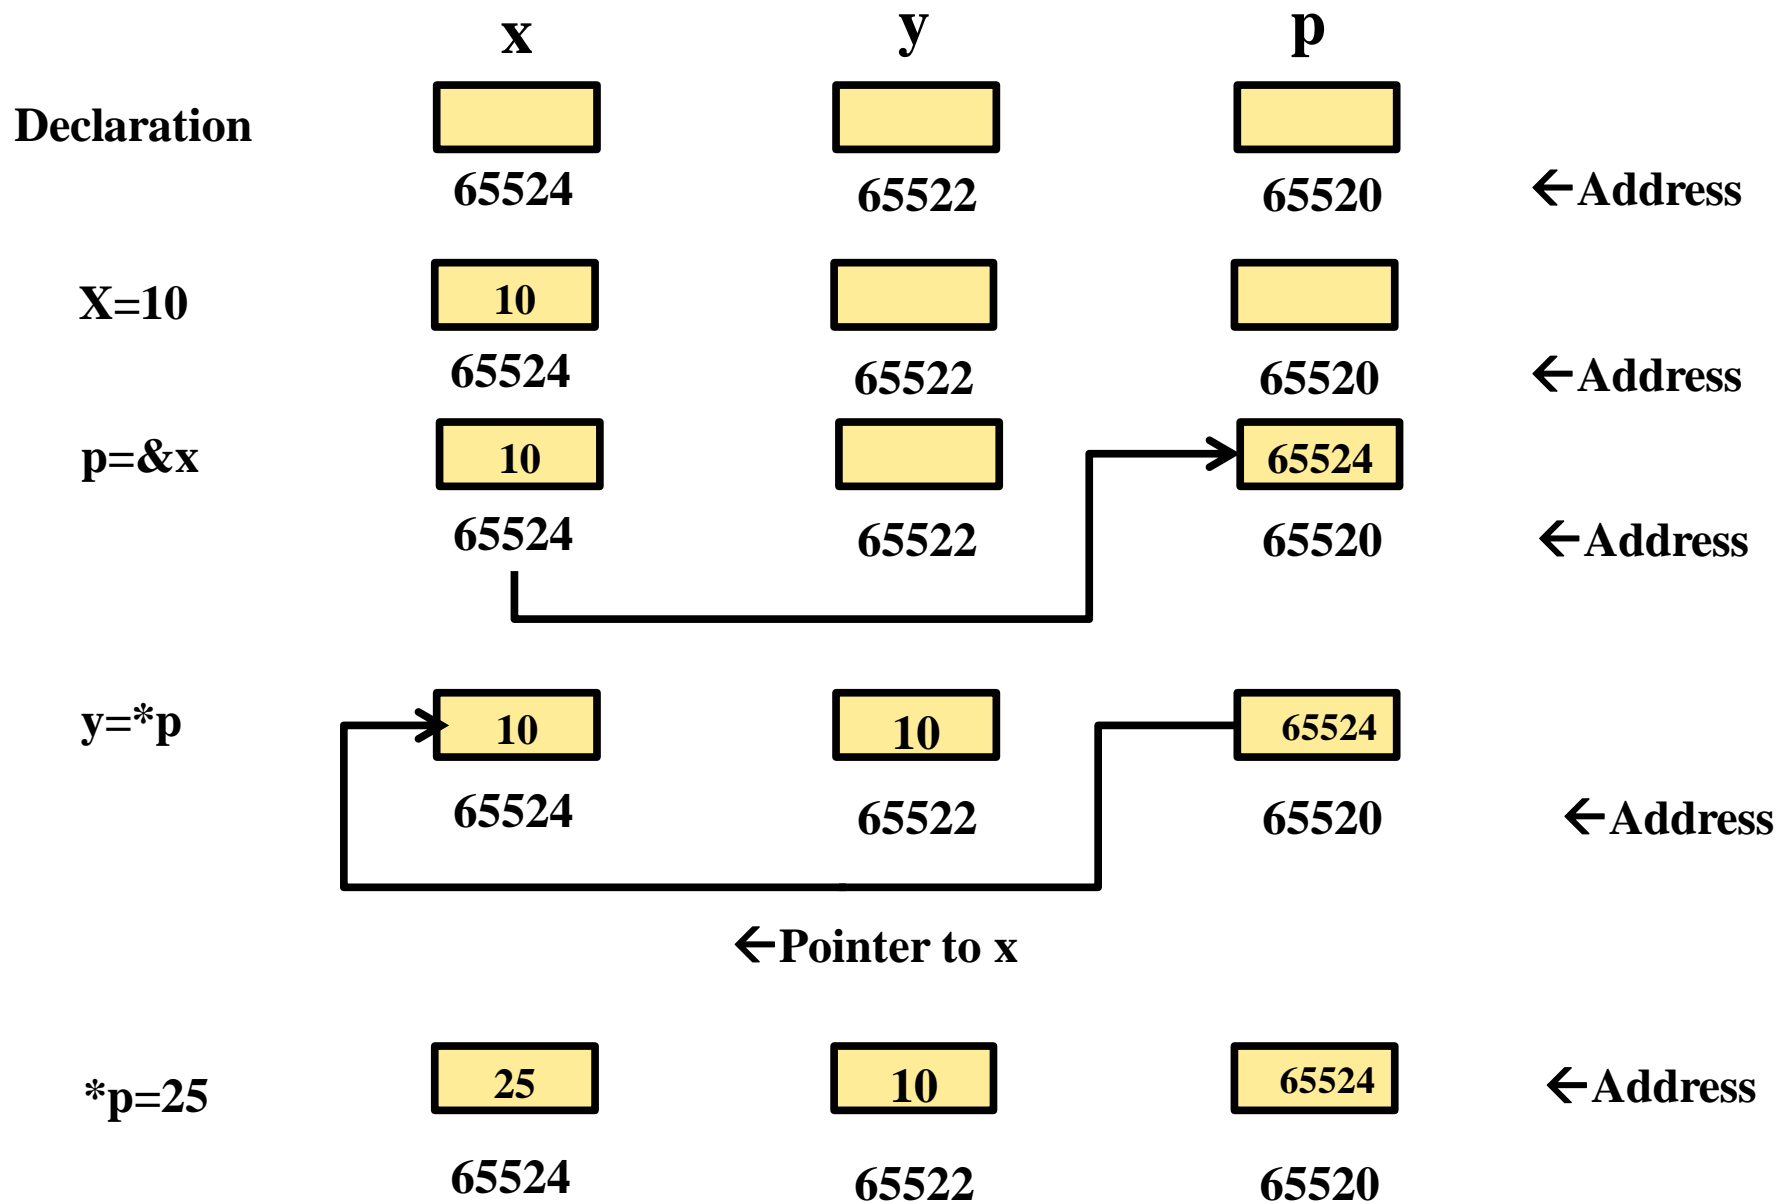 x y p
Declaration
65524 65522 65520 ←Address
X=10 10
65524 65522 65520 ←Address
p=&x 10 65524
65524 65522 65520 ←Address
y=*p 10 10 65524
65524 65522 65520 ←Address
←Pointer to x
*p=25 25 10 65524 ←Address
65524 65522 65520